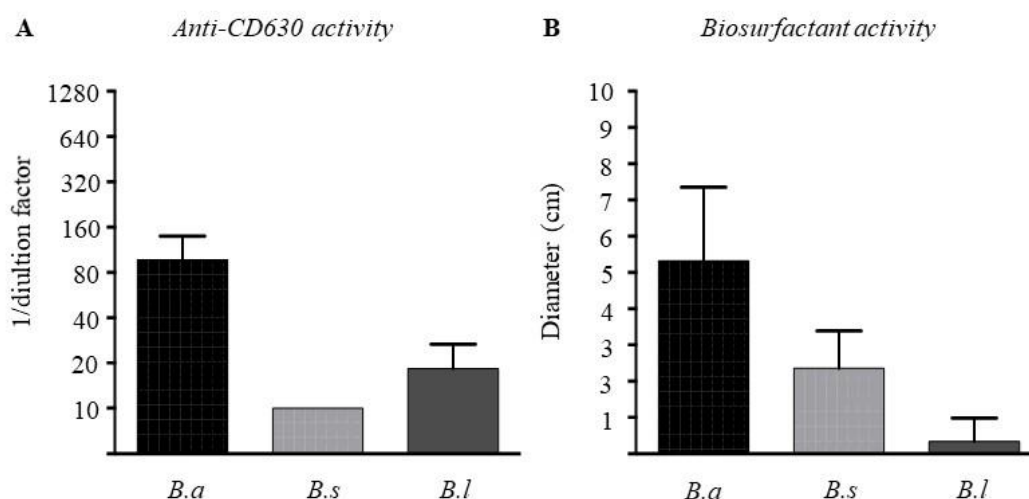 A
Anti-CD630 activity
1280
640
320
160
80
40
20
10
1/diultion factor
B.a
B.s
B.l
B
Biosurfactant activity
10
9
8
7
6
5
4
3
3
1
Diameter (cm)
B.a
B.s
B.l